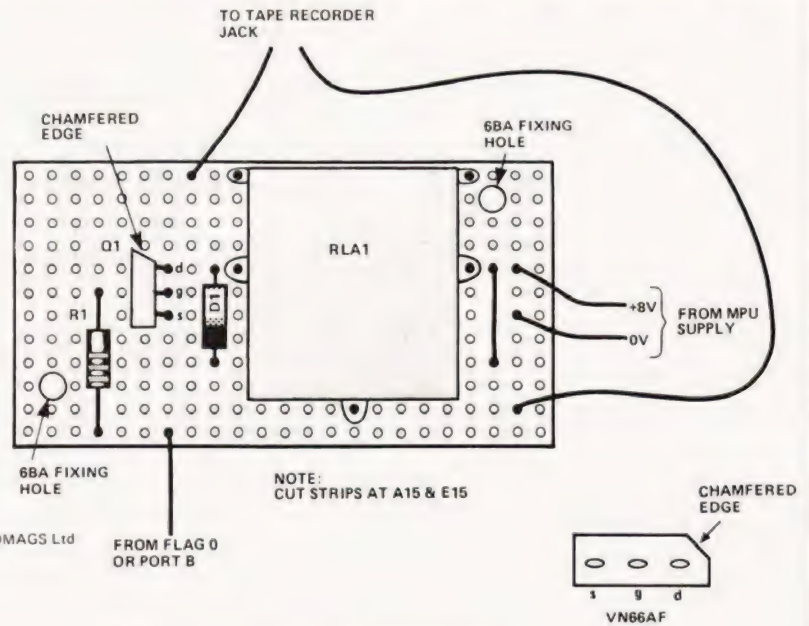 TO TAPE RECORDER
JACK
CHAMFERED
EDGE
6BA FIXING
HOLE
Q1
d
g
s
R1
D1
RLA1
+8V
0V
FROM MPU
SUPPLY
6BA FIXING
HOLE
NOTE:
CUT STRIPS AT A15 & E15
OMAGS Ltd
FROM FLAG 0
OR PORT B
CHAMFERED
EDGE
s g d
VN66AF